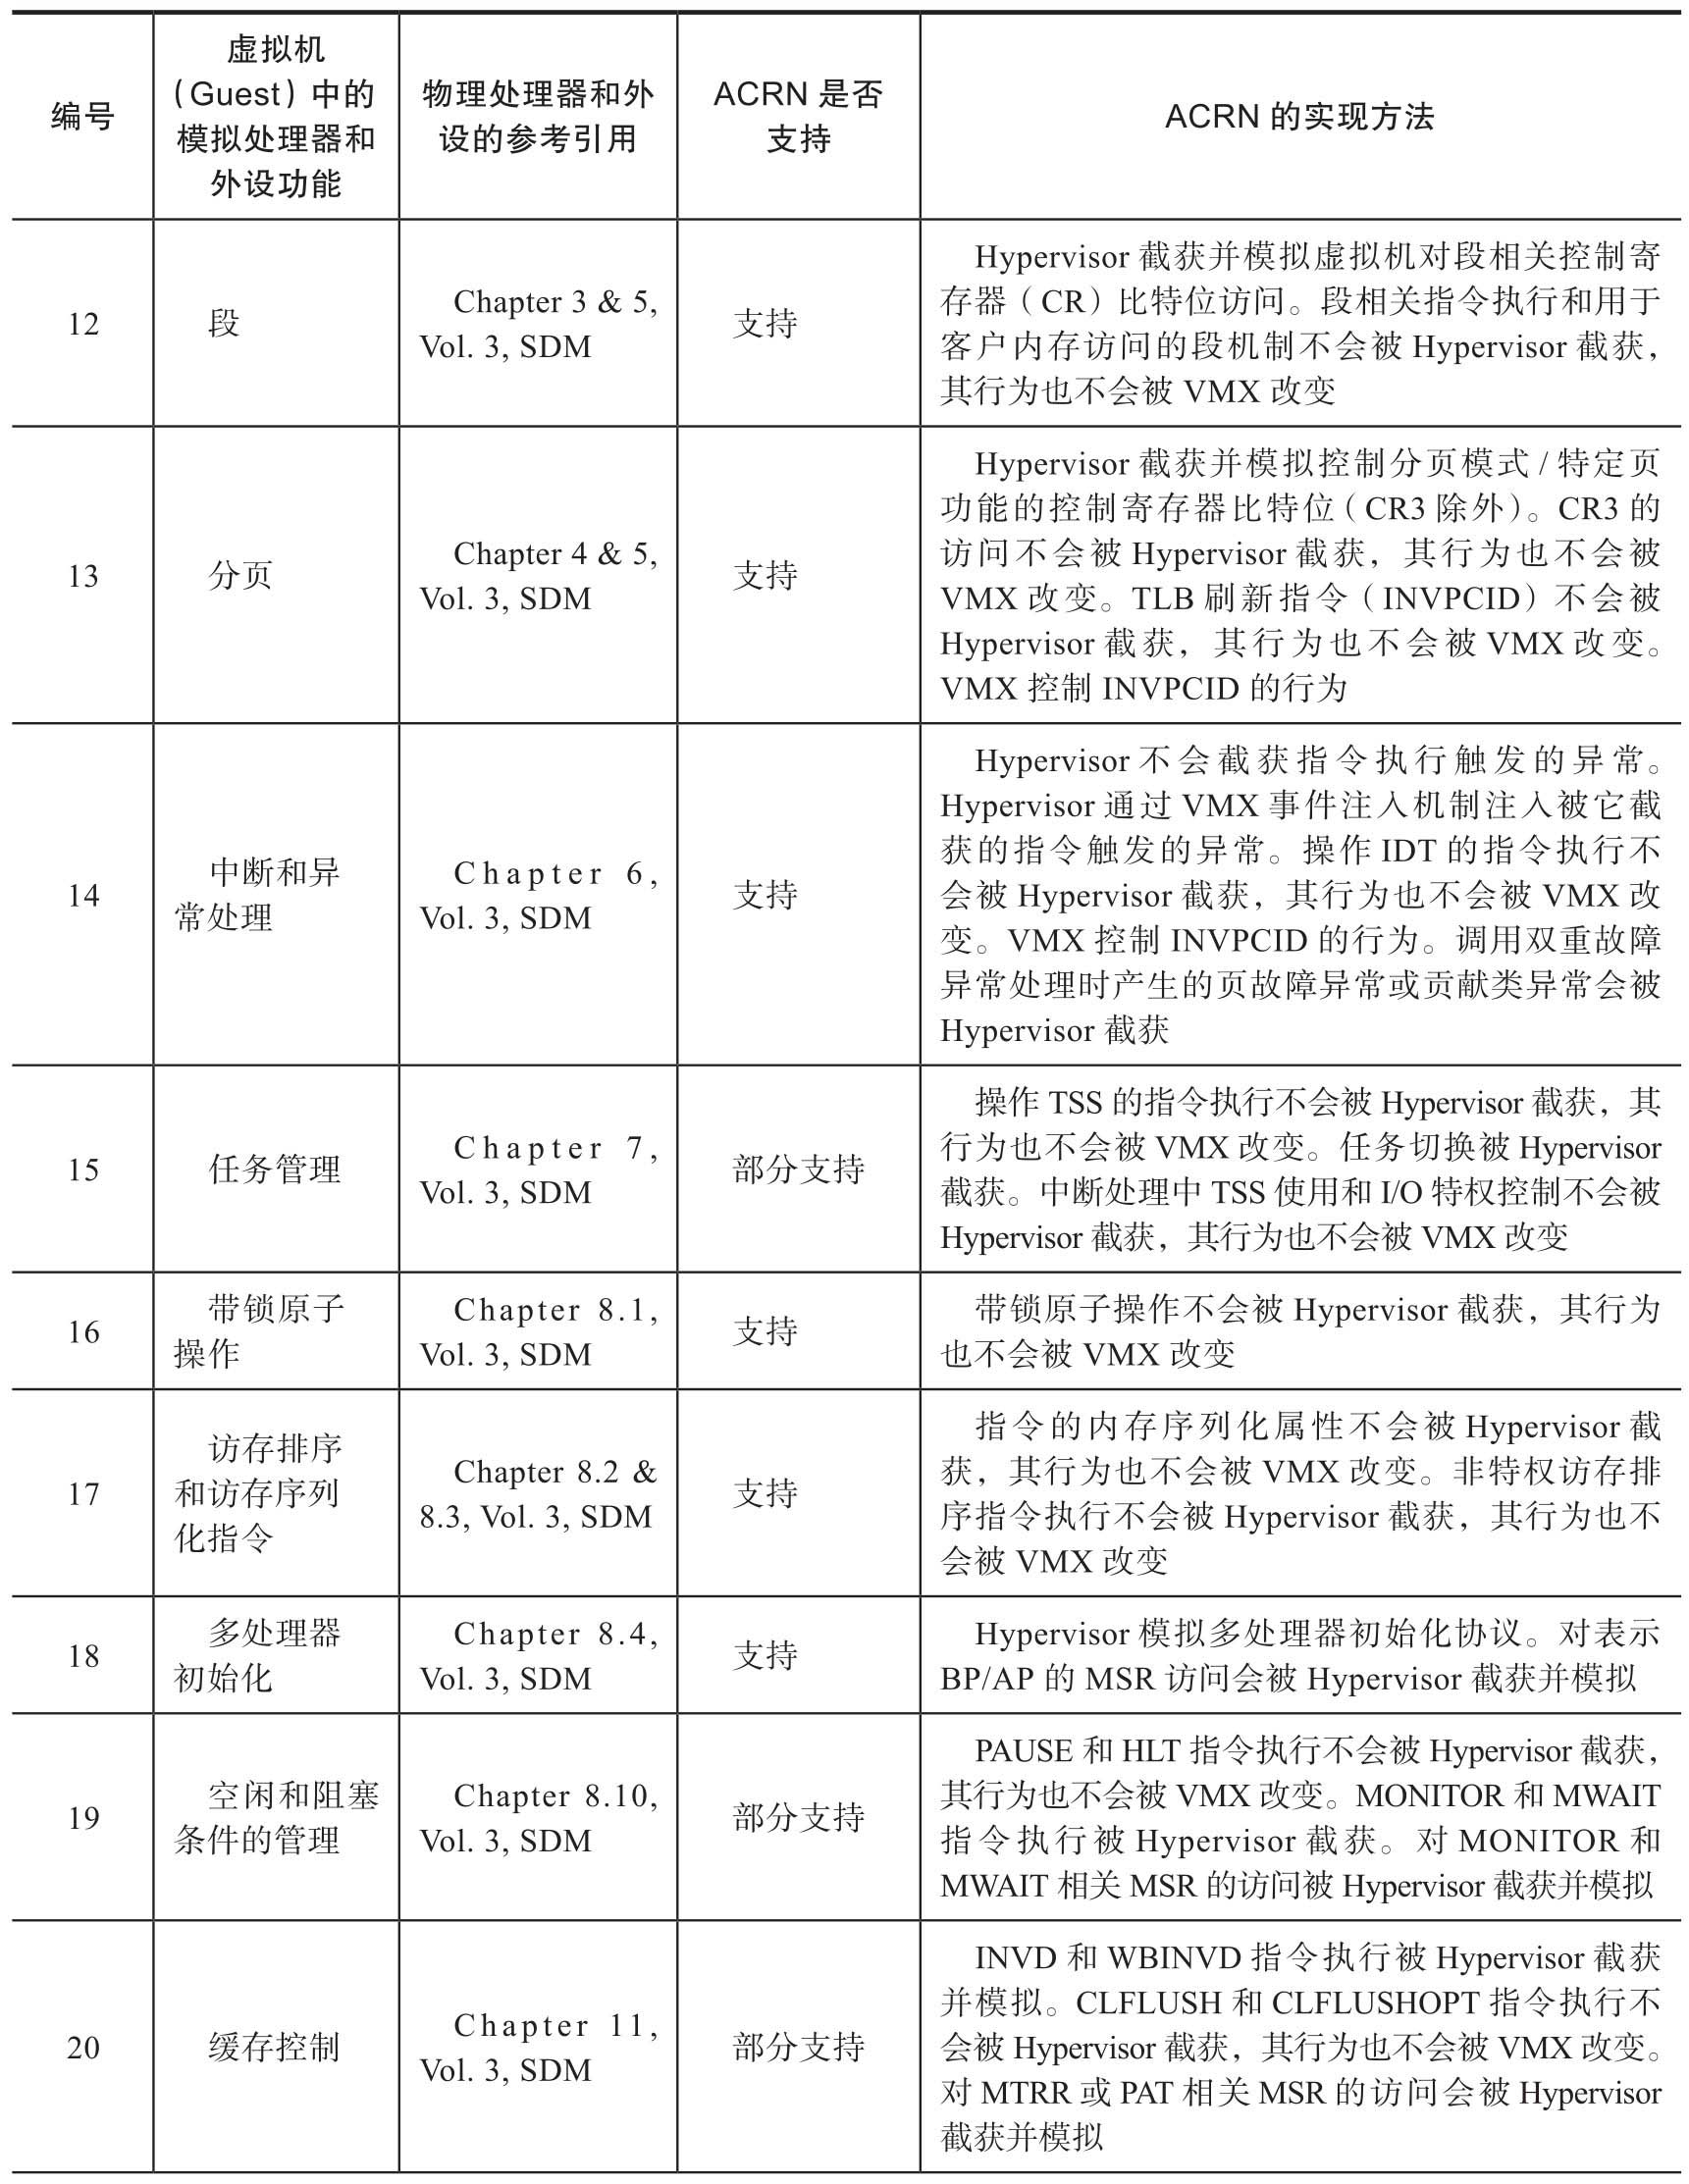 编号
虚拟机
（Guest）中的
模拟处理器和
外设功能
物理处理器和外
设的参考引用
ACRN 是否
支持
ACRN 的实现方法
12
段
Chapter 3 & 5,
Vol. 3, SDM
支持
Hypervisor 截获并模拟虚拟机对段相关控制寄
存器（CR）比特位访问。段相关指令执行和用于
客户内存访问的段机制不会被 Hypervisor 截获，
其行为也不会被 VMX 改变
13
分页
Chapter 4 & 5,
Vol. 3, SDM
支持
Hypervisor 截获并模拟控制分页模式 / 特定页
功能的控制寄存器比特位（CR3 除外）。CR3 的
访问不会被 Hypervisor 截获，其行为也不会被
VMX 改变。TLB 刷新指令（INVPCID）不会被
Hypervisor 截获，其行为也不会被 VMX 改变。
VMX 控制 INVPCID 的行为
14
中断和异
常处理
Chapter 6,
Vol. 3, SDM
支持
Hypervisor 不会截获指令执行触发的异常。
Hypervisor 通过 VMX 事件注入机制注入被它截
获的指令触发的异常。操作 IDT 的指令执行不
会被 Hypervisor 截获，其行为也不会被 VMX 改
变。VMX 控制 INVPCID 的行为。调用双重故障
异常处理时产生的页故障异常或贡献类异常会被
Hypervisor 截获
15
任务管理
Chapter 7,
Vol. 3, SDM
部分支持
操作 TSS 的指令执行不会被 Hypervisor 截获，其
行为也不会被 VMX 改变。任务切换被 Hypervisor
截获。中断处理中 TSS 使用和 I/O 特权控制不会被
Hypervisor 截获，其行为也不会被 VMX 改变
16
带锁原子
操作
Chapter 8.1,
Vol. 3, SDM
支持
带锁原子操作不会被 Hypervisor 截获，其行为
也不会被 VMX 改变
17
访存排序
和访存序列
化指令
Chapter 8.2 &
8.3, Vol. 3, SDM
支持
指令的内存序列化属性不会被 Hypervisor 截
获，其行为也不会被 VMX 改变。非特权访存排
序指令执行不会被 Hypervisor 截获，其行为也不
会被 VMX 改变
18
多处理器
初始化
Chapter 8.4,
Vol. 3, SDM
支持
Hypervisor 模拟多处理器初始化协议。对表示
BP/AP 的 MSR 访问会被 Hypervisor 截获并模拟
19
空闲和阻塞
条件的管理
Chapter 8.10,
Vol. 3, SDM
部分支持
PAUSE 和 HLT 指令执行不会被 Hypervisor 截获，
其行为也不会被 VMX 改变。MONITOR 和 MWAIT
指令执行被 Hypervisor 截获。对 MONITOR 和
MWAIT 相关 MSR 的访问被 Hypervisor 截获并模拟
20
缓存控制
Chapter 11,
Vol. 3, SDM
部分支持
INVD 和 WBINVD 指令执行被 Hypervisor 截获
并模拟。CLFLUSH 和 CLFLUSHOPT 指令执行不
会被 Hypervisor 截获，其行为也不会被 VMX 改变。
对 MTRR 或 PAT 相关 MSR 的访问会被 Hypervisor
截获并模拟